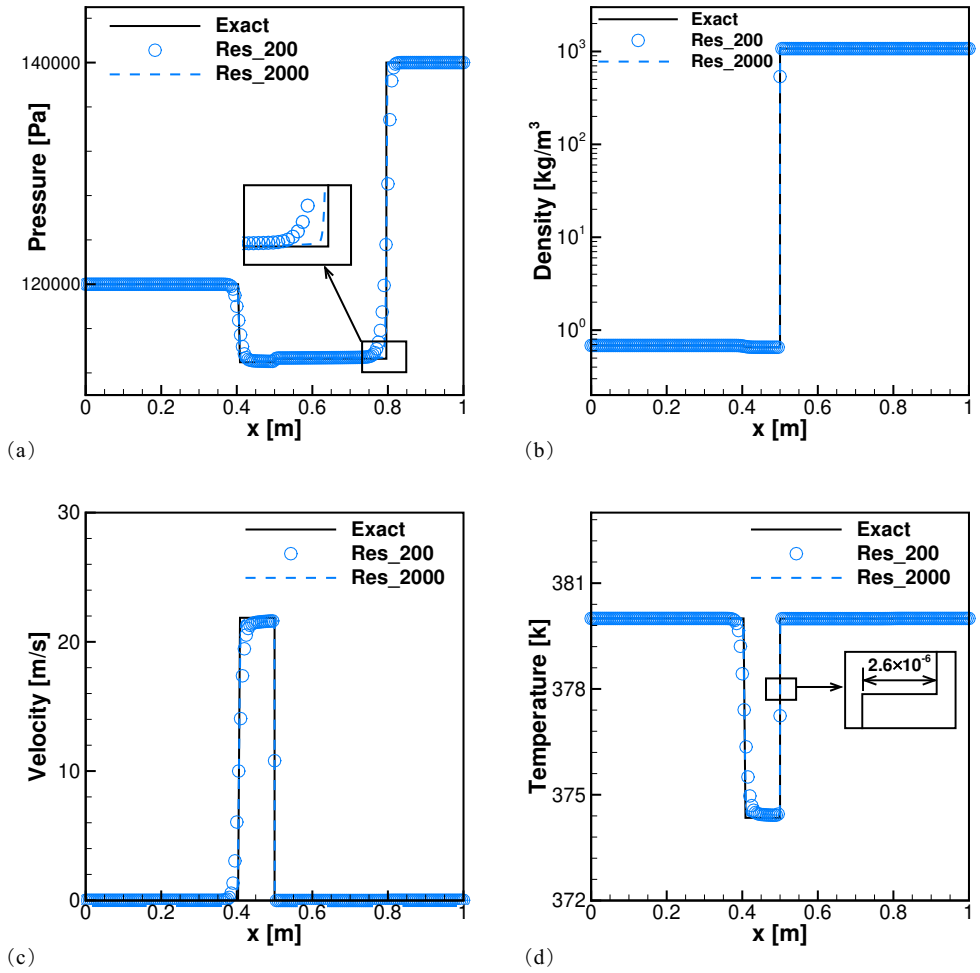 Exact
Res_200
Res_2000
Pressure [Pa]
140000
120000
0
0.2
0.4
0.6
0.8
1
x [m]
(a)
Exact
Res_200
Res_2000
Density [kg/m³]
10³
10²
10¹
10⁰
0
0.2
0.4
0.6
0.8
1
x [m]
(b)
Exact
Res_200
Res_2000
Velocity [m/s]
30
20
10
0
0
0.2
0.4
0.6
0.8
1
x [m]
(c)
Exact
Res_200
Res_2000
Temperature [k]
381
378
375
372
2.6×10⁻⁶
0
0.2
0.4
0.6
0.8
1
x [m]
(d)